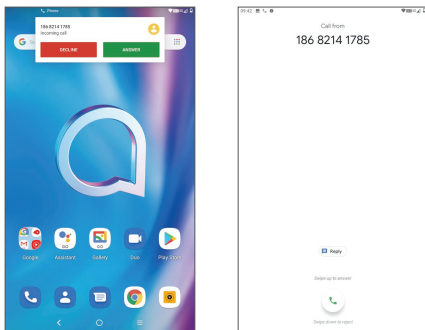 Phone
186 8214 1785
Incoming call
DECLINE
ANSWER
G
Google
Assistant
Gallery
Duo
Play Store
09:42
Call from
186 8214 1785
Reply
Swipe up to answer
Swipe down to reject